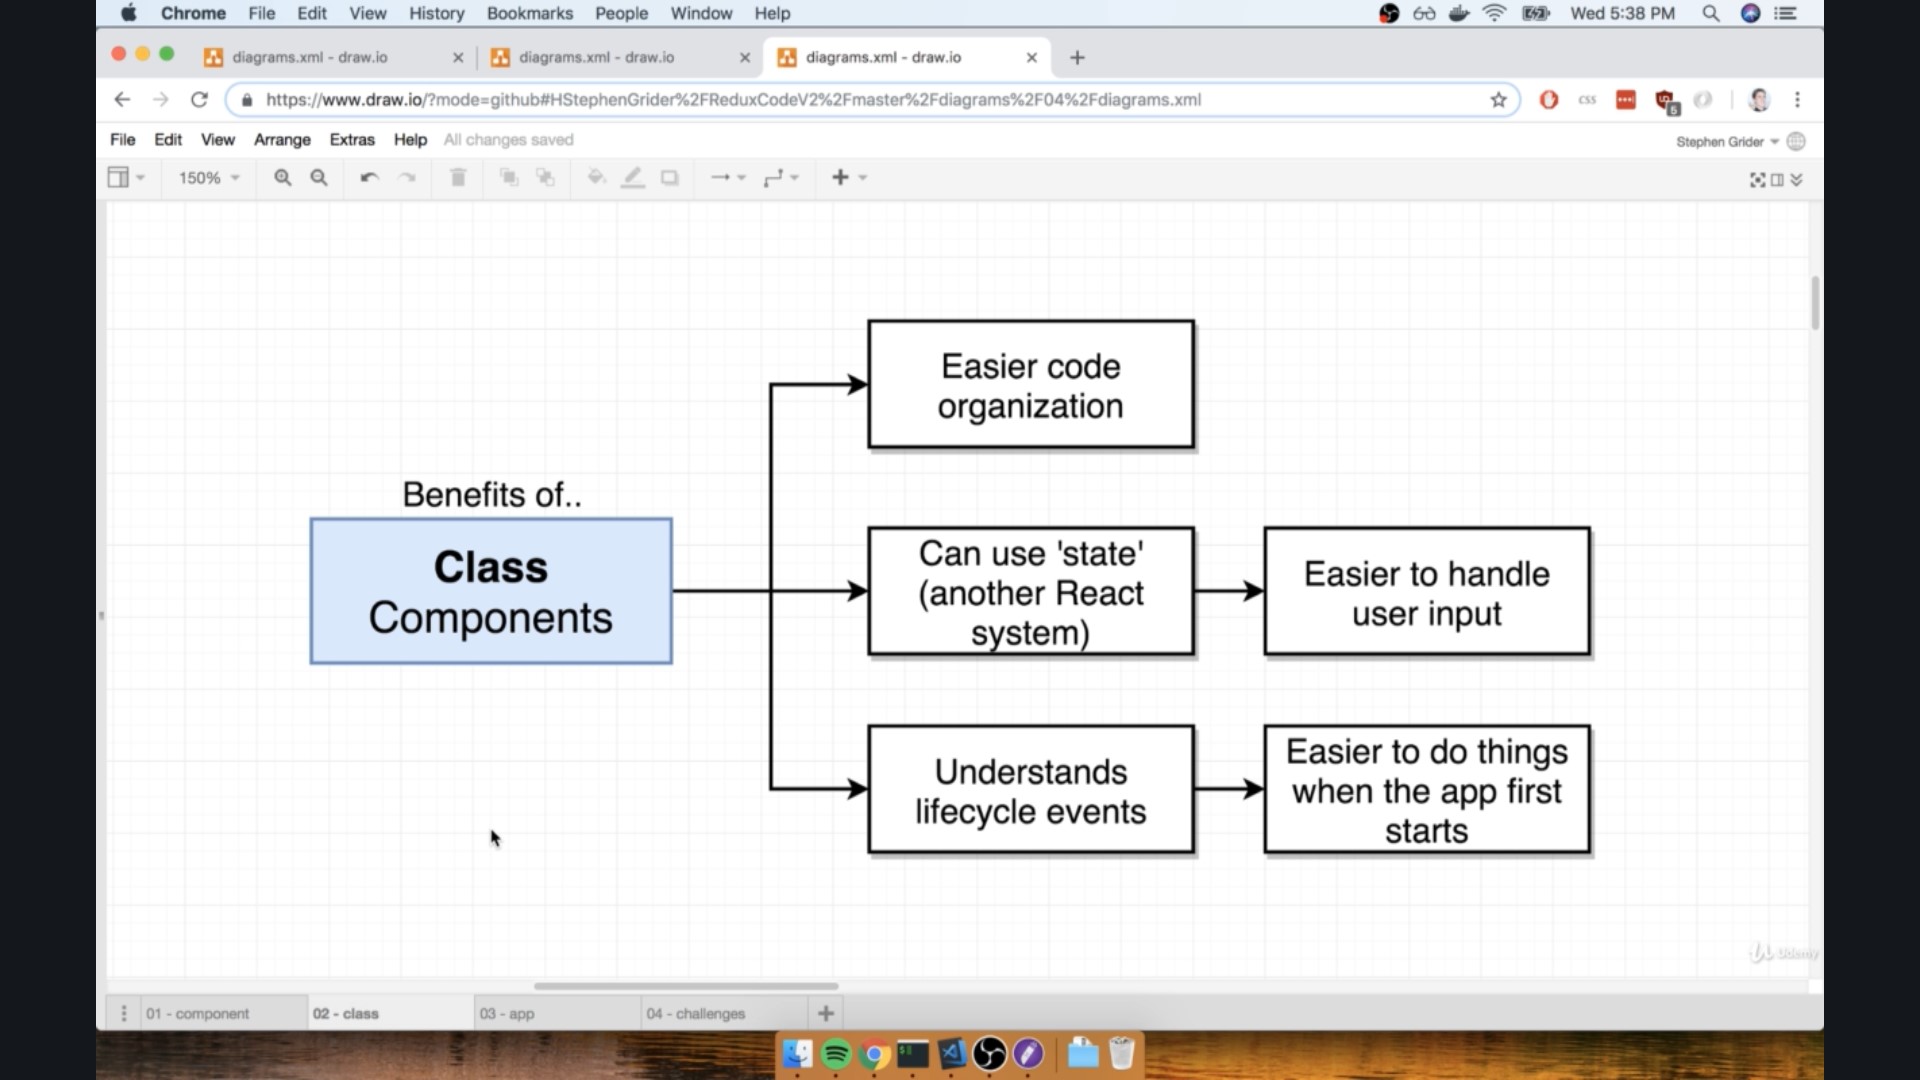 Chrome File Edit View History Bookmarks People Window Help Wed 5:38 PM
diagrams.xml - draw.io diagrams.xml - draw.io diagrams.xml - draw.io
https://www.draw.io/?mode=github#HStephenGrider%2FReduxCodeV2%2Fmaster%2Fdiagrams%2F04%2Fdiagrams.xml
css
5
File Edit View Arrange Extras Help All changes saved
Stephen Grider
150%
Easier code
organization
Benefits of..
Class
Components
Can use 'state'
(another React
system)
Easier to handle
user input
Understands
lifecycle events
Easier to do things
when the app first
starts
Udemy
01 - component 02 - class 03 - app 04 - challenges